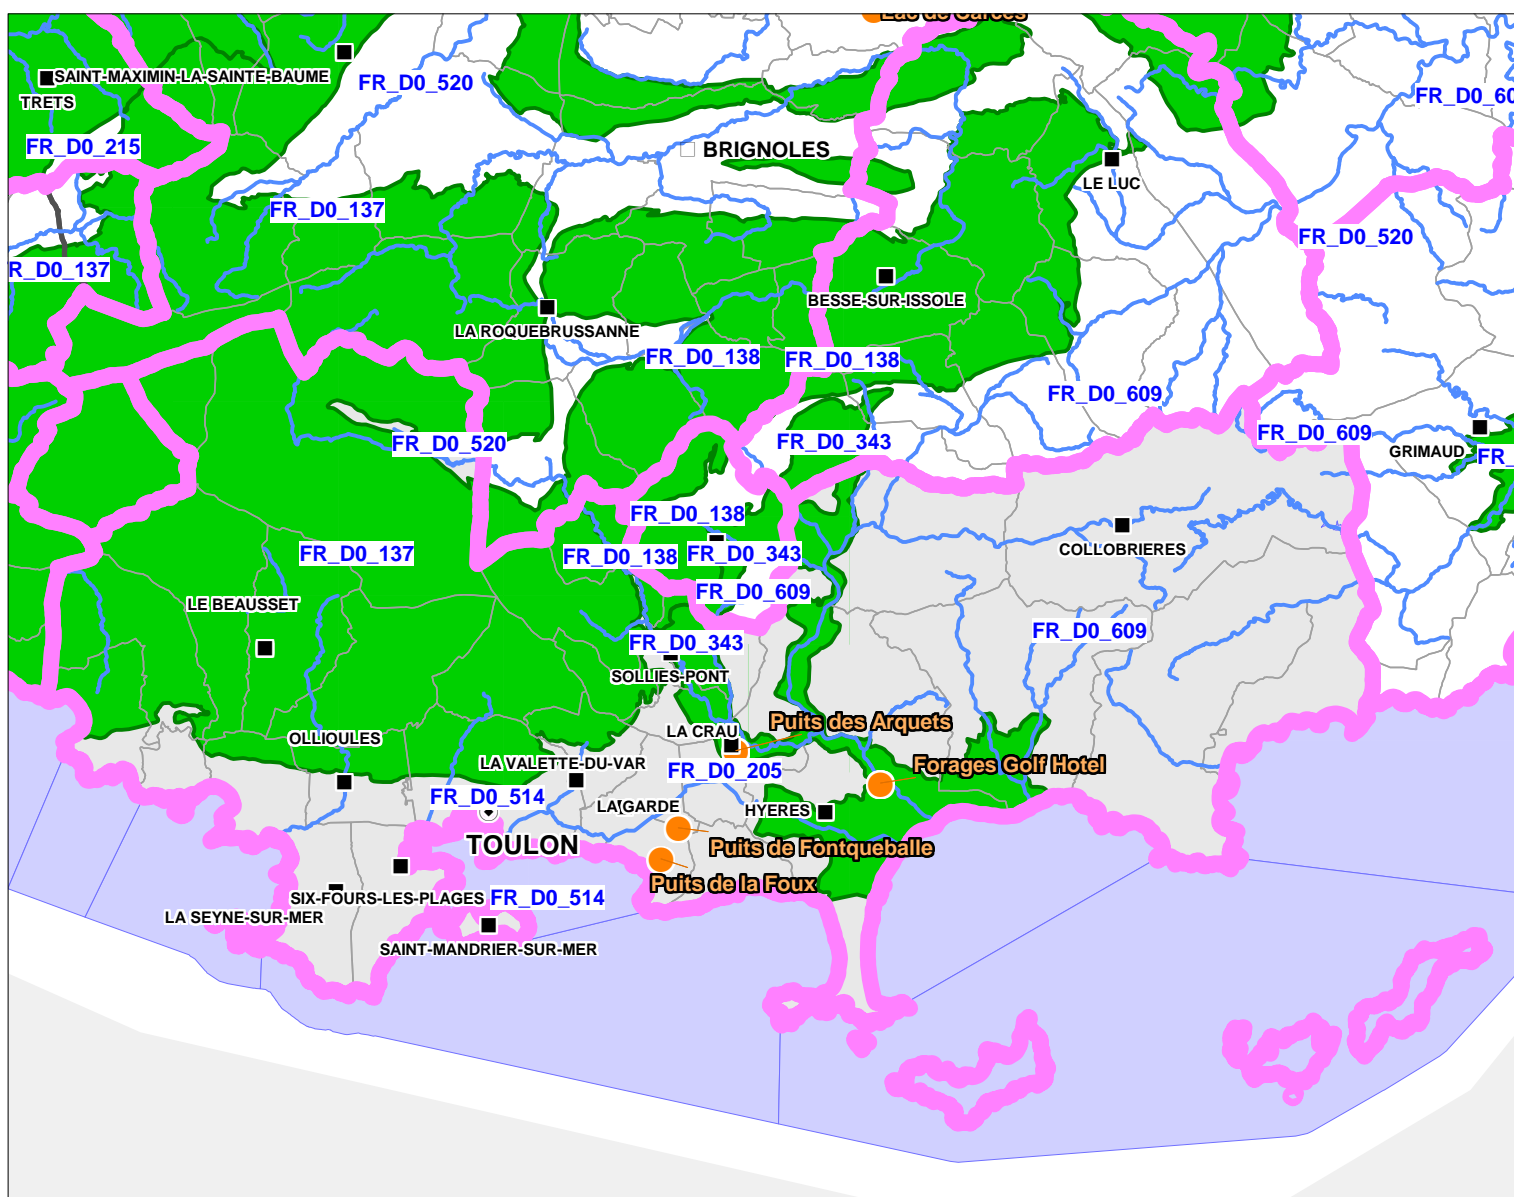 Lac de Carcès
SAINT-MAXIMIN-LA-SAINTE-BAUME
FR_D0_520
TRETS
FR_D0_60
FR_D0_215
BRIGNOLES
LE LUC
FR_D0_137
FR_D0_520
R_D0_137
BESSE-SUR-ISSOLE
LA ROQUEBRUSSANNE
FR_D0_138
FR_D0_138
FR_D0_609
FR_D0_520
FR_D0_343
FR_D0_609
GRIMAUD
FR_
FR_D0_138
FR_D0_137
FR_D0_138
FR_D0_343
COLLOBRIERES
FR_D0_609
LE BEAUSSET
FR_D0_609
FR_D0_343
SOLLIES-PONT
Puits des Arquets
LA CRAU
OLLIOULES
LA VALETTE-DU-VAR
FR_D0_205
Forages Golf Hotel
FR_D0_514
LA GARDE
HYERES
TOULON
Puits de Fontqueballe
Puits de la Foux
SIX-FOURS-LES-PLAGES
FR_D0_514
LA SEYNE-SUR-MER
SAINT-MANDRIER-SUR-MER